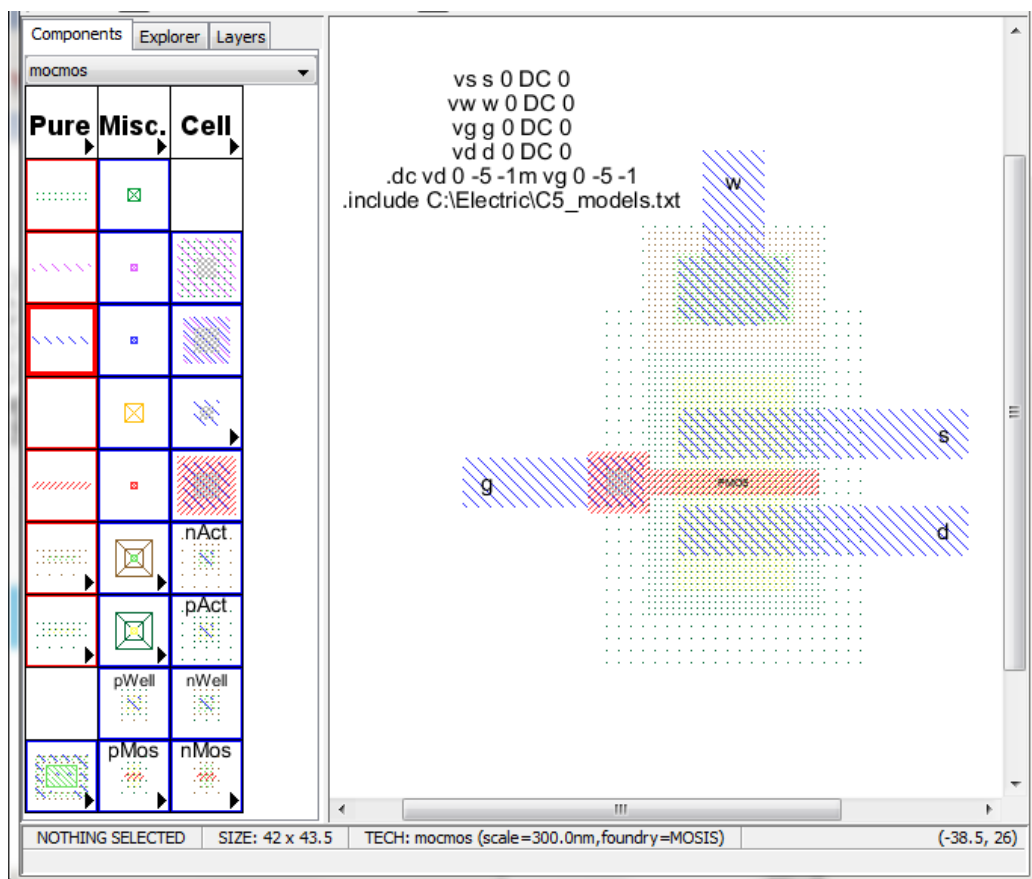 Components Explorer Layers
mocmos
Pure Misc. Cell
nAct.
.pAct.
pWell nWell
pMos nMos
vs s 0 DC 0
vw w 0 DC 0
vg g 0 DC 0
vd d 0 DC 0
.dc vd 0 -5 -1m vg 0 -5 -1
.include C:\Electric\C5_models.txt
w
s
g
PMOS
d
NOTHING SELECTED SIZE: 42 x 43.5 TECH: mocmos (scale=300.0nm,foundry=MOSIS) (-38.5, 26)